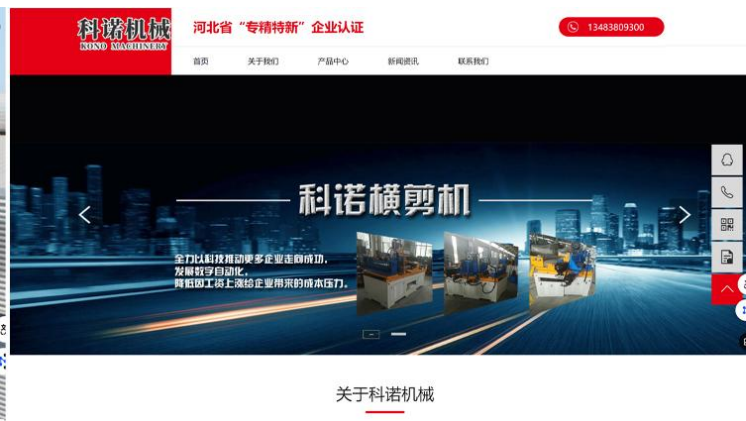 科诺机械
KONO MACHINERY
河北省“专精特新”企业认证
13483809300
首页 关于我们 产品中心 新闻资讯 联系我们
科诺横剪机
全力以科技推动更多企业走向成功,
发展数字自动化,
降低因工资上涨给企业带来的成本压力。
关于科诺机械